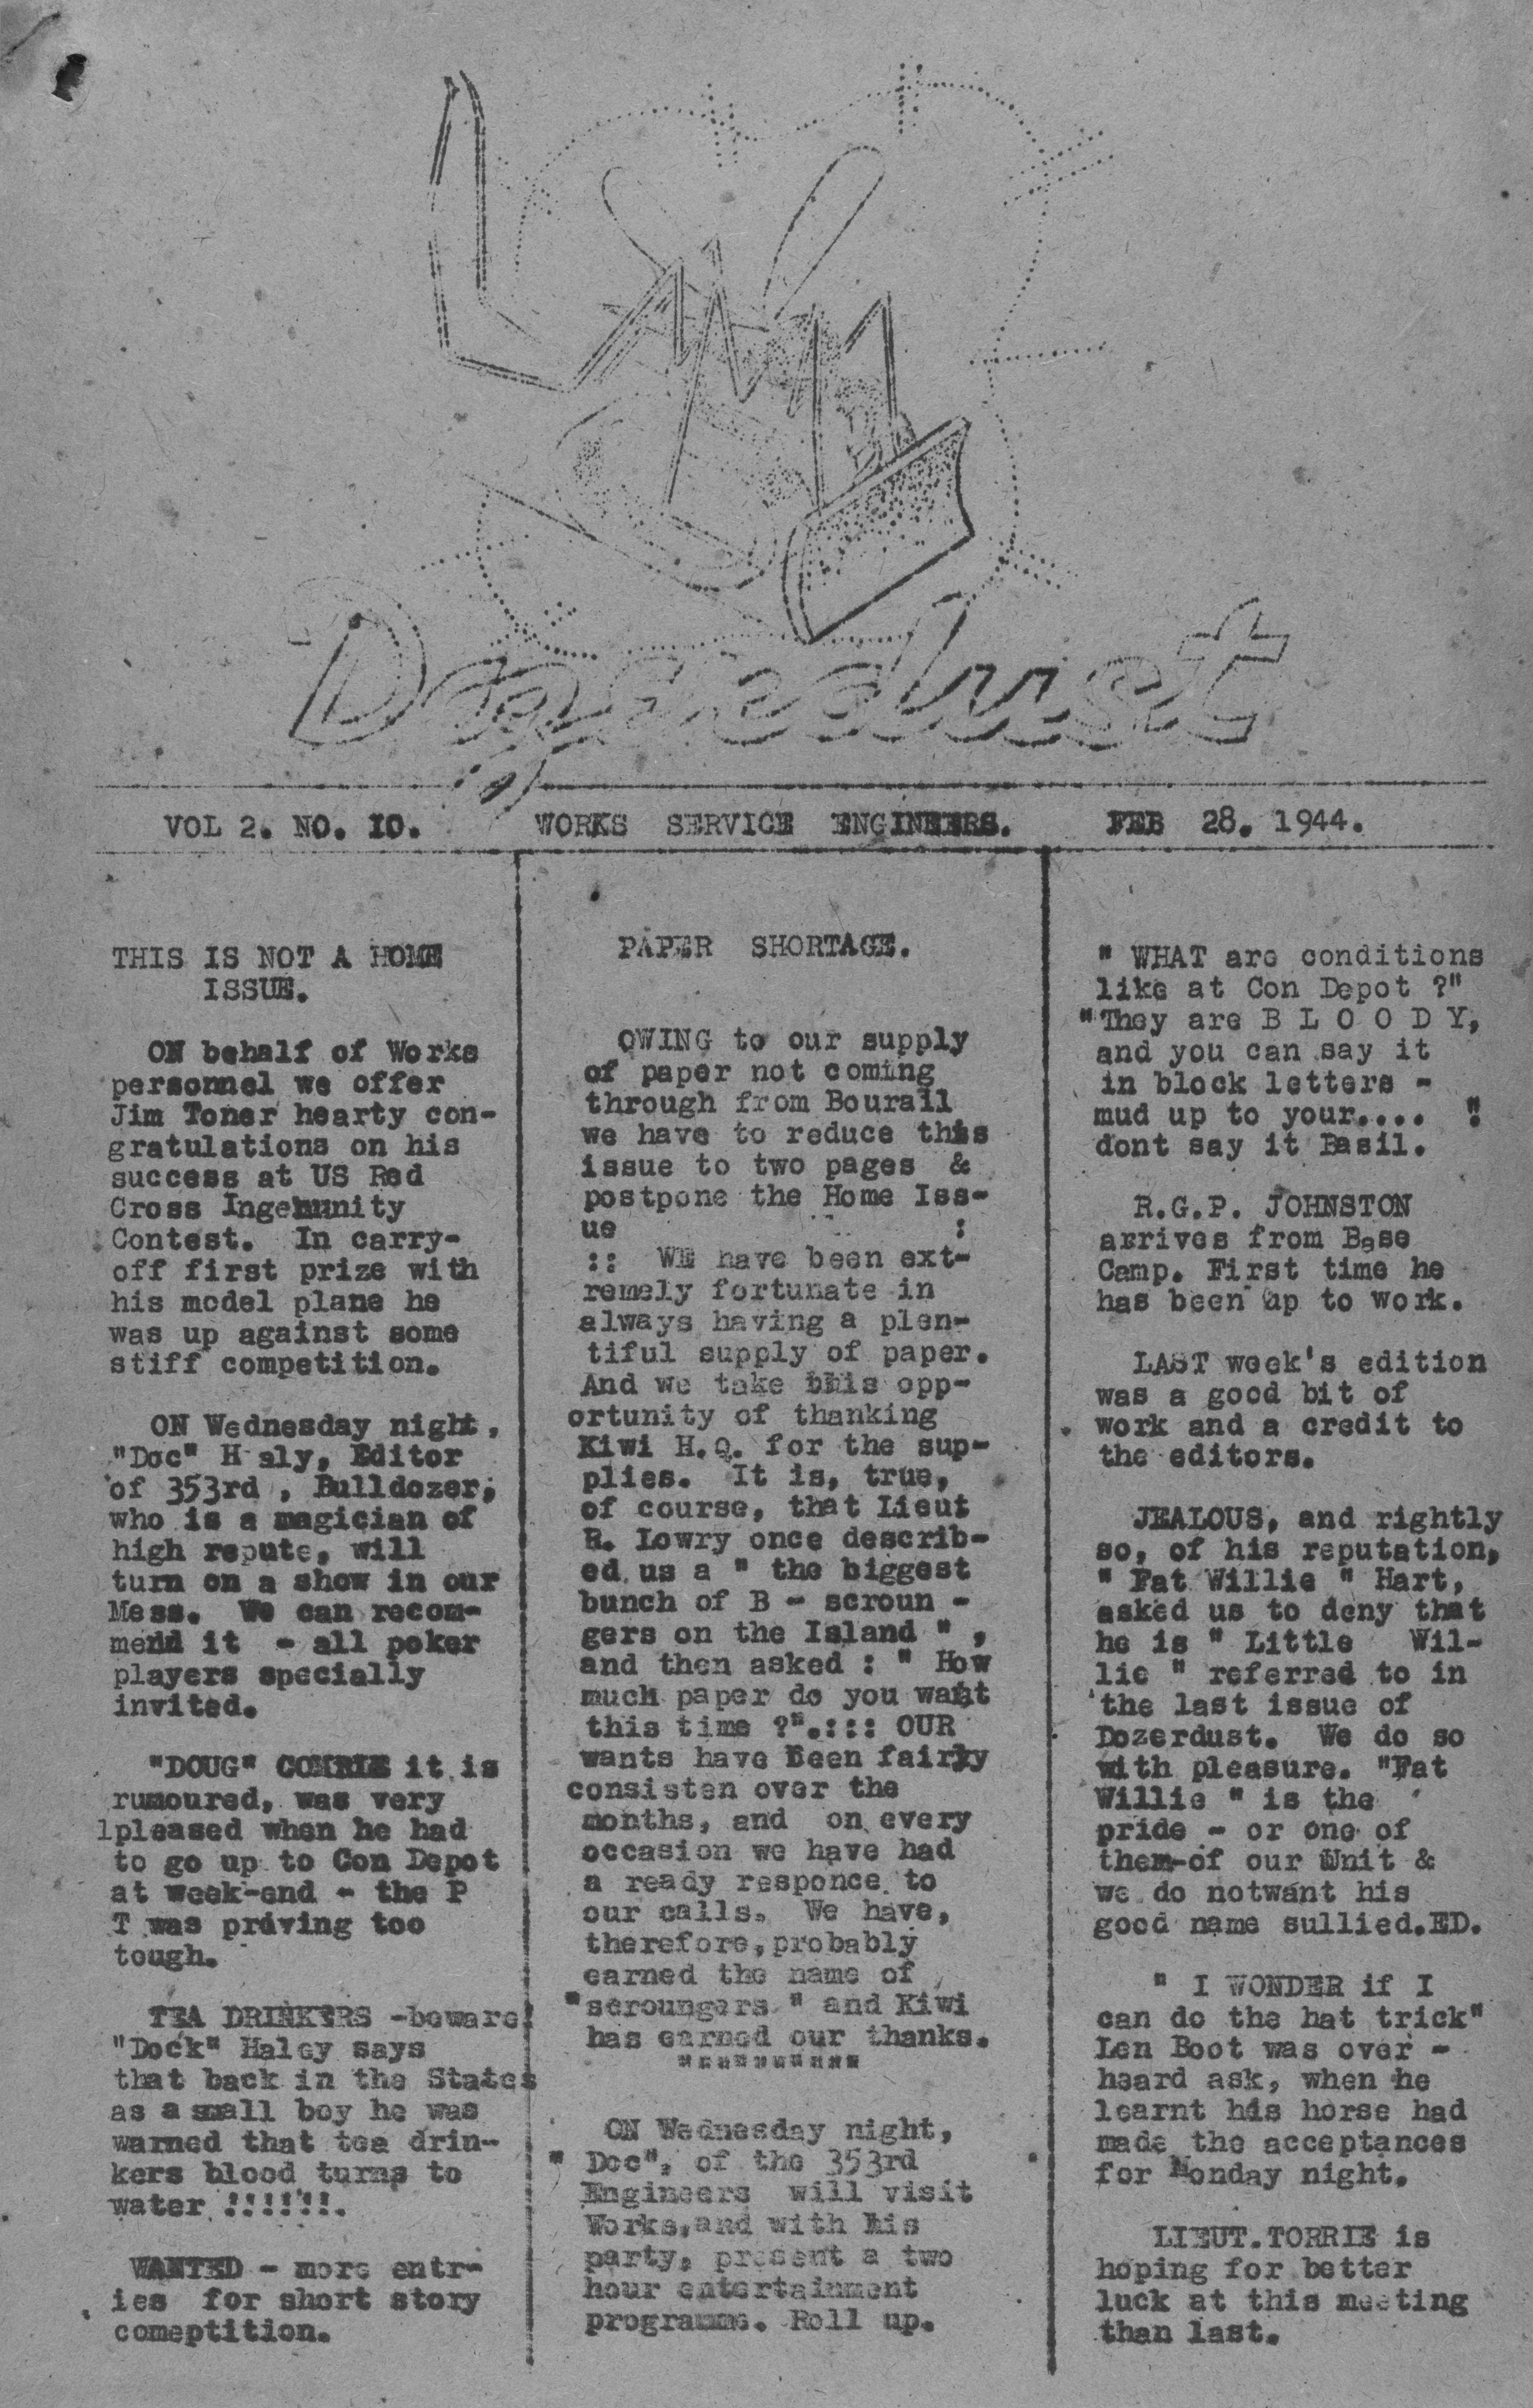 Dozerdust
VOL 2. NO. IO.
WORKS SERVICE ENGINEERS.
FEB 28. 1944.
THIS IS NOT A HOME
ISSUE.
ON behalf of Works
personnel we offer
Jim Toner hearty con-
gratulations on his
success at US Red
Cross Ingenunity
Contest. In carry-
off first prize with
his model plane he
was up against some
stiff competition.
ON Wednesday night,
"Doc" H aly, Editor
of 353rd , Bulldozer,
who is a magician of
high repute, will
turn on a show in our
Mess. We can recom-
mend it - all poker
players specially
invited.
"DOUG" it is
rumoured, was very
pleased when he had
to go up to Con Depot
at week-end - the P
T was proving too
tough.
TEA DRINKERS -beware!
"Dock" Haley says
that back in the States
as a small boy he was
warned that tea drin-
kers blood turns to
water !!!!!!!.
WANTED - more entr-
ies for short story
comeptition.
PAPER SHORTAGE.
OWING to our supply
of paper not coming
through from Bourail
we have to reduce this
issue to two pages &
postpone the Home Iss-
ue :
:: WE have been ext-
remely fortunate in
always having a plen-
tiful supply of paper.
And we take this opp-
ortunity of thanking
Kiwi H.Q. for the sup-
plies. It is, true,
of course, that Lieut
R. Lowry once describ-
ed us a " the biggest
bunch of B - scroun -
gers on the Island " ,
and then asked : " How
much paper do you want
this time ?".::: OUR
wants have been fairly
consisten over the
months, and on every
occasion we have had
a ready responce to
our calls. We have,
therefore,probably
earned the name of
"scroungers " and Kiwi
has earned our thanks.
""""""""""
ON Wednesday night,
" Doc", of the 353rd
Engineers will visit
Works,and with his
party, present a two
hour entertainment
programme. Roll up.
" WHAT are conditions
like at Con Depot ?"
"They are B L O O D Y,
and you can say it
in block letters -
mud up to your.... "
dont say it Basil.
R.G.P. JOHNSTON
arrives from Base
Camp. First time he
has been up to work.
LAST week's edition
was a good bit of
work and a credit to
the editors.
JEALOUS, and rightly
so, of his reputation,
" Fat Willie " Hart,
asked us to deny that
he is " Little Wil-
lie " referred to in
the last issue of
Dozerdust. We do so
with pleasure. "Fat
Willie " is the
pride - or one of
them-of our Unit &
we do notwant his
good name sullied.ED.
" I WONDER if I
can do the hat trick"
Len Boot was over -
heard ask, when he
learnt his horse had
made the acceptances
for Monday night.
LIEUT.TORRIE is
hoping for better
luck at this meeting
than last.